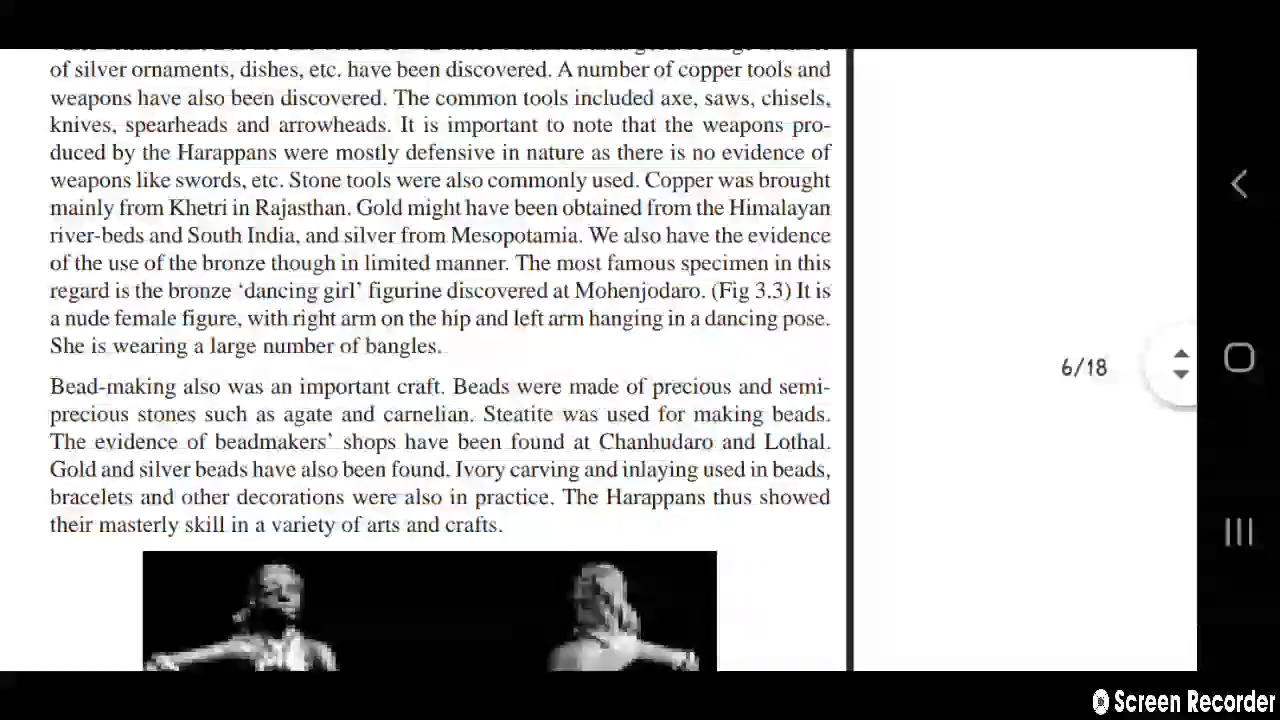 of silver ornaments, dishes, etc. have been discovered. A number of copper tools and
weapons have also been discovered. The common tools included axe, saws, chisels,
knives, spearheads and arrowheads. It is important to note that the weapons pro-
duced by the Harappans were mostly defensive in nature as there is no evidence of
weapons like swords, etc. Stone tools were also commonly used. Copper was brought
mainly from Khetri in Rajasthan. Gold might have been obtained from the Himalayan
river-beds and South India, and silver from Mesopotamia. We also have the evidence
of the use of the bronze though in limited manner. The most famous specimen in this
regard is the bronze ‘dancing girl’ figurine discovered at Mohenjodaro. (Fig 3.3) It is
a nude female figure, with right arm on the hip and left arm hanging in a dancing pose.
She is wearing a large number of bangles.
Bead-making also was an important craft. Beads were made of precious and semi-
precious stones such as agate and carnelian. Steatite was used for making beads.
The evidence of beadmakers’ shops have been found at Chanhudaro and Lothal.
Gold and silver beads have also been found. Ivory carving and inlaying used in beads,
bracelets and other decorations were also in practice. The Harappans thus showed
their masterly skill in a variety of arts and crafts.
6/18
Screen Recorder